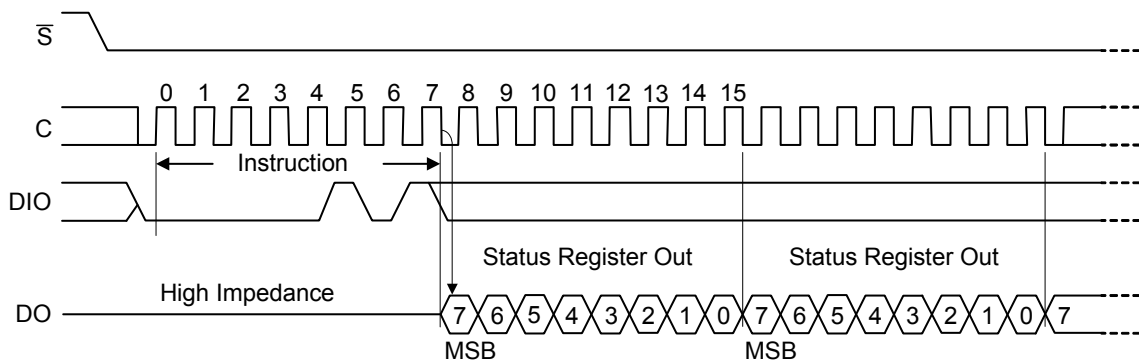 S̅
0 1 2 3 4 5 6 7 8 9 10 11 12 13 14 15
C
Instruction
DIO
Status Register Out Status Register Out
High Impedance
DO 7 6 5 4 3 2 1 0 7 6 5 4 3 2 1 0 7
MSB MSB